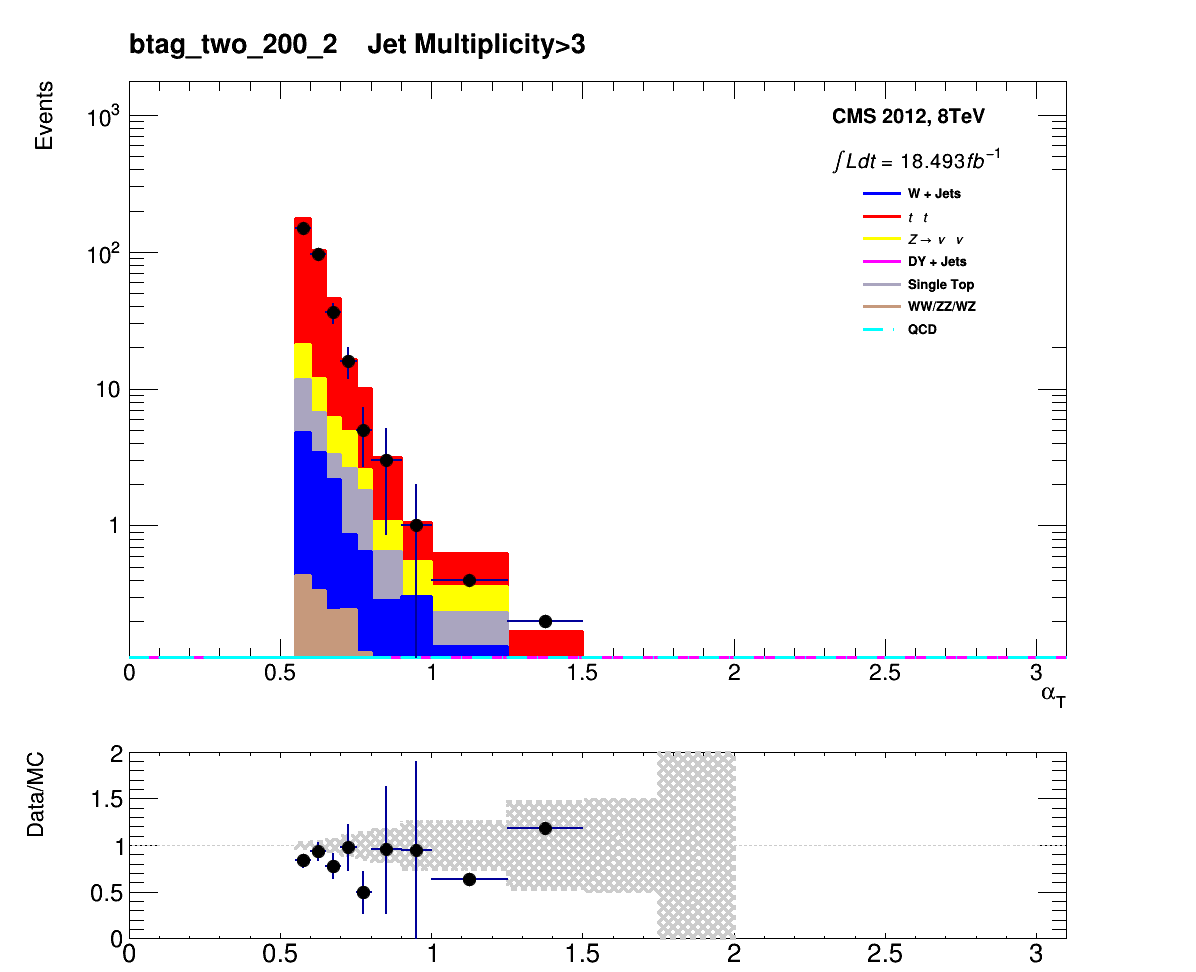 btag_two_200_2 Jet Multiplicity>3
Events
10³
10²
10
1
CMS 2012, 8TeV
∫Ldt = 18.493fb⁻¹
W + Jets
t t
Z→ ν ν
DY + Jets
Single Top
WW/ZZ/WZ
QCD
0 0.5 1 1.5 2 2.5 3
α_T
Data/MC
2
1.5
1
0.5
0
0 0.5 1 1.5 2 2.5 3